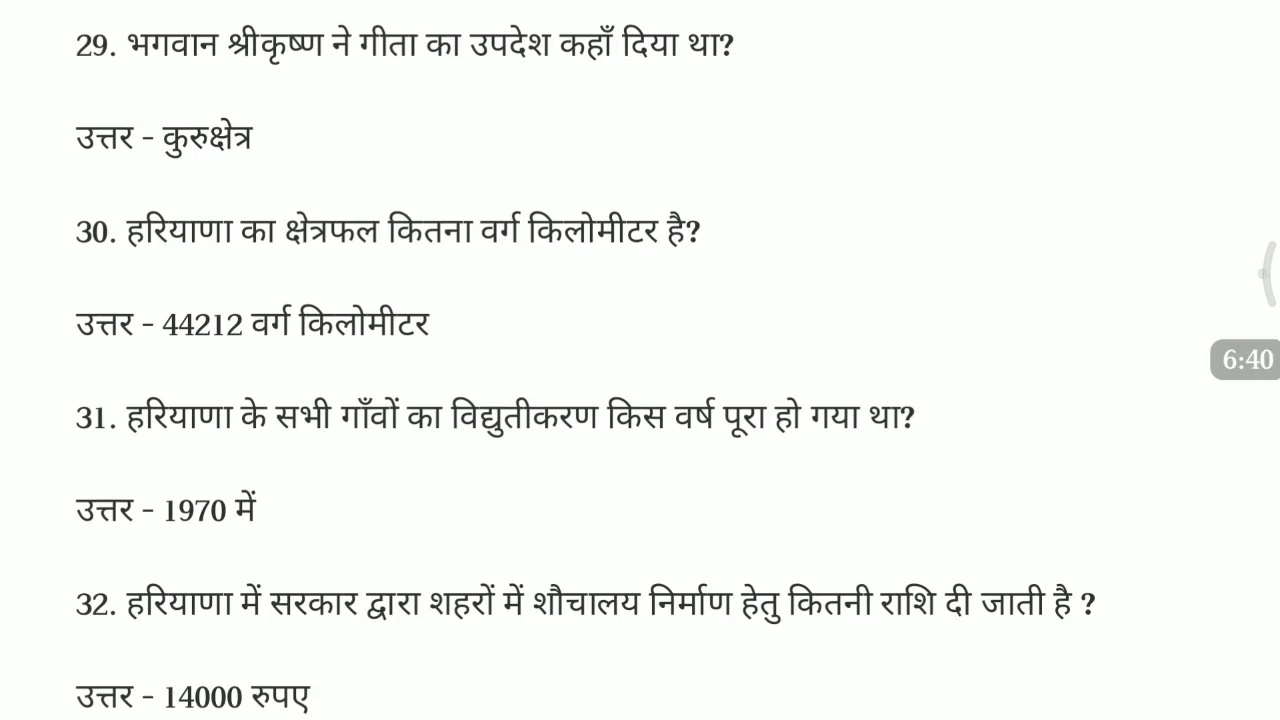 29. भगवान श्रीकृष्ण ने गीता का उपदेश कहाँ दिया था?
उत्तर - कुरुक्षेत्र
30. हरियाणा का क्षेत्रफल कितना वर्ग किलोमीटर है?
उत्तर - 44212 वर्ग किलोमीटर
6:40
31. हरियाणा के सभी गाँवों का विद्युतीकरण किस वर्ष पूरा हो गया था?
उत्तर - 1970 में
32. हरियाणा में सरकार द्वारा शहरों में शौचालय निर्माण हेतु कितनी राशि दी जाती है ?
उत्तर - 14000 रुपए